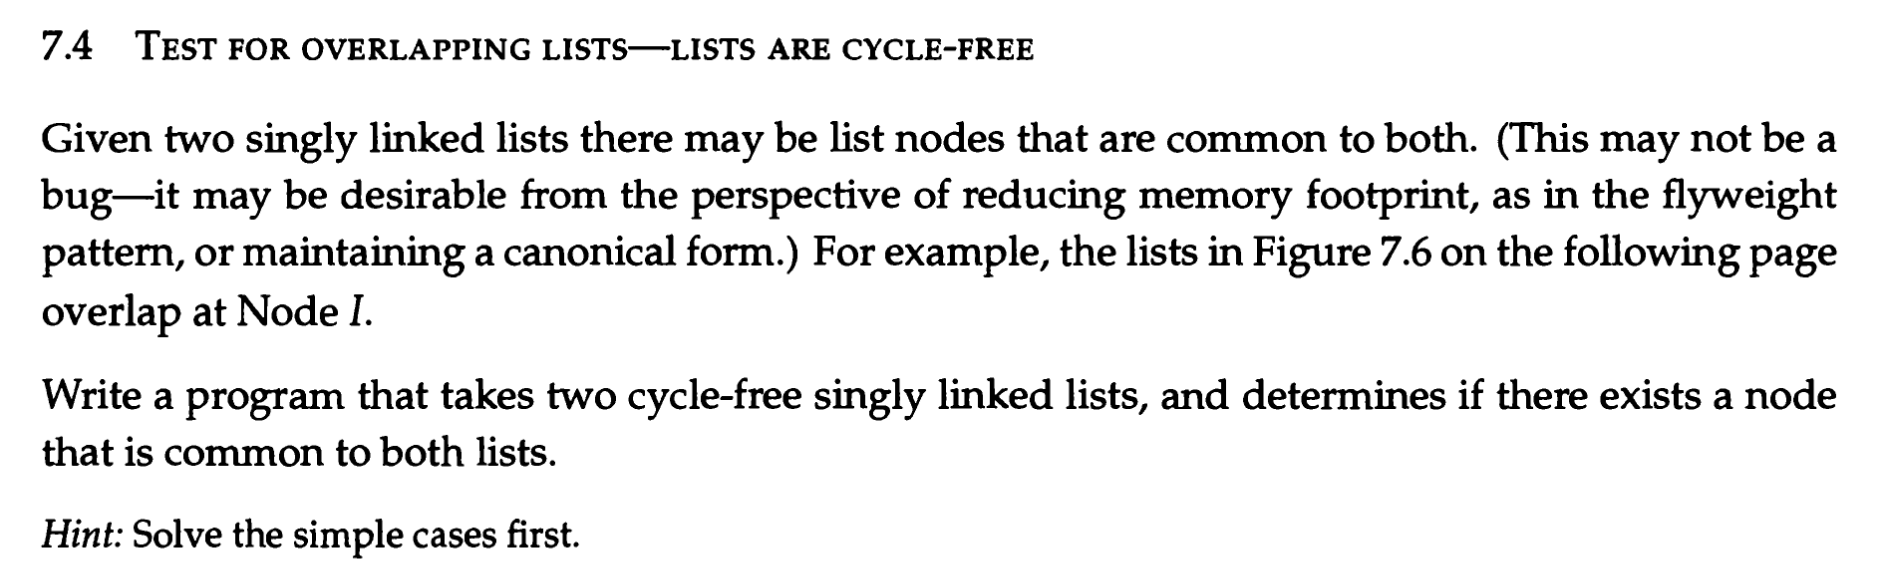 7.4 TEST FOR OVERLAPPING LISTS—LISTS ARE CYCLE-FREE
Given two singly linked lists there may be list nodes that are common to both. (This may not be a
bug—it may be desirable from the perspective of reducing memory footprint, as in the flyweight
pattern, or maintaining a canonical form.) For example, the lists in Figure 7.6 on the following page
overlap at Node I.
Write a program that takes two cycle-free singly linked lists, and determines if there exists a node
that is common to both lists.
Hint: Solve the simple cases first.